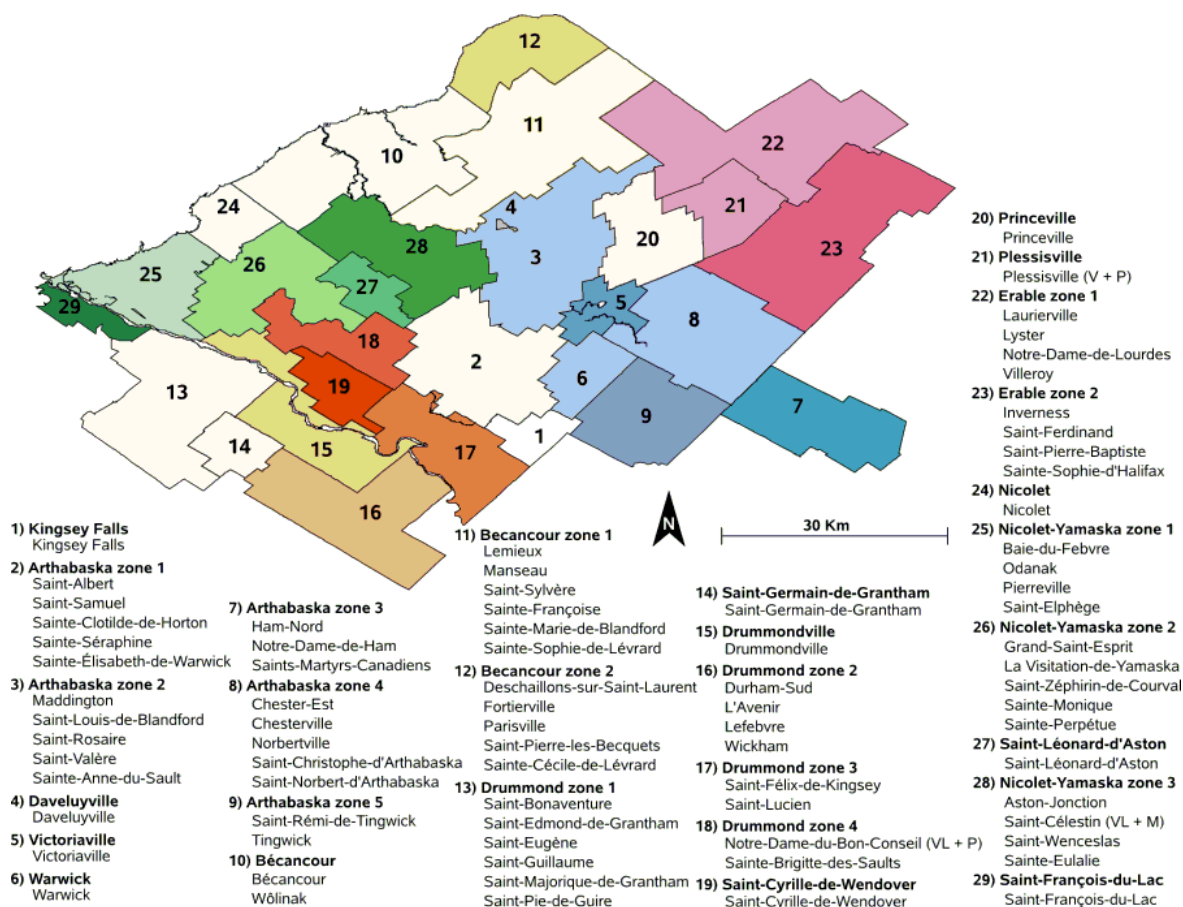 12
11
10
22
24
4
21
28
20
3
23
25
26
27
29
5
8
18
2
19
6
13
7
9
1
14
15
17
16
N
30 Km
1) Kingsey Falls
Kingsey Falls
2) Arthabaska zone 1
Saint-Albert
Saint-Samuel
Sainte-Clotilde-de-Horton
Sainte-Séraphine
Sainte-Élisabeth-de-Warwick
3) Arthabaska zone 2
Maddington
Saint-Louis-de-Blandford
Saint-Rosaire
Saint-Valère
Sainte-Anne-du-Sault
4) Daveluyville
Daveluyville
5) Victoriaville
Victoriaville
6) Warwick
Warwick
7) Arthabaska zone 3
Ham-Nord
Notre-Dame-de-Ham
Saints-Martyrs-Canadiens
8) Arthabaska zone 4
Chester-Est
Chesterville
Norbertville
Saint-Christophe-d'Arthabaska
Saint-Norbert-d'Arthabaska
9) Arthabaska zone 5
Saint-Rémi-de-Tingwick
Tingwick
10) Bécancour
Bécancour
Wôlinak
11) Becancour zone 1
Lemieux
Manseau
Saint-Sylvère
Sainte-Françoise
Sainte-Marie-de-Blandford
Sainte-Sophie-de-Lévrard
12) Becancour zone 2
Deschaillons-sur-Saint-Laurent
Fortierville
Parisville
Saint-Pierre-les-Becquets
Sainte-Cécile-de-Lévrard
13) Drummond zone 1
Saint-Bonaventure
Saint-Edmond-de-Grantham
Saint-Eugène
Saint-Guillaume
Saint-Majorique-de-Grantham
Saint-Pie-de-Guire
14) Saint-Germain-de-Grantham
Saint-Germain-de-Grantham
15) Drummondville
Drummondville
16) Drummond zone 2
Durham-Sud
L'Avenir
Lefebvre
Wickham
17) Drummond zone 3
Saint-Félix-de-Kingsey
Saint-Lucien
18) Drummond zone 4
Notre-Dame-du-Bon-Conseil (VL + P)
Sainte-Brigitte-des-Saults
19) Saint-Cyrille-de-Wendover
Saint-Cyrille-de-Wendover
20) Princeville
Princeville
21) Plessisville
Plessisville (V + P)
22) Erable zone 1
Laurierville
Lyster
Notre-Dame-de-Lourdes
Villeroy
23) Erable zone 2
Inverness
Saint-Ferdinand
Saint-Pierre-Baptiste
Sainte-Sophie-d'Halifax
24) Nicolet
Nicolet
25) Nicolet-Yamaska zone 1
Baie-du-Febvre
Odanak
Pierreville
Saint-Elphège
26) Nicolet-Yamaska zone 2
Grand-Saint-Esprit
La Visitation-de-Yamaska
Saint-Zéphirin-de-Courval
Sainte-Monique
Sainte-Perpétue
27) Saint-Léonard-d'Aston
Saint-Léonard-d'Aston
28) Nicolet-Yamaska zone 3
Aston-Jonction
Saint-Célestin (VL + M)
Saint-Wenceslas
Sainte-Eulalie
29) Saint-François-du-Lac
Saint-François-du-Lac